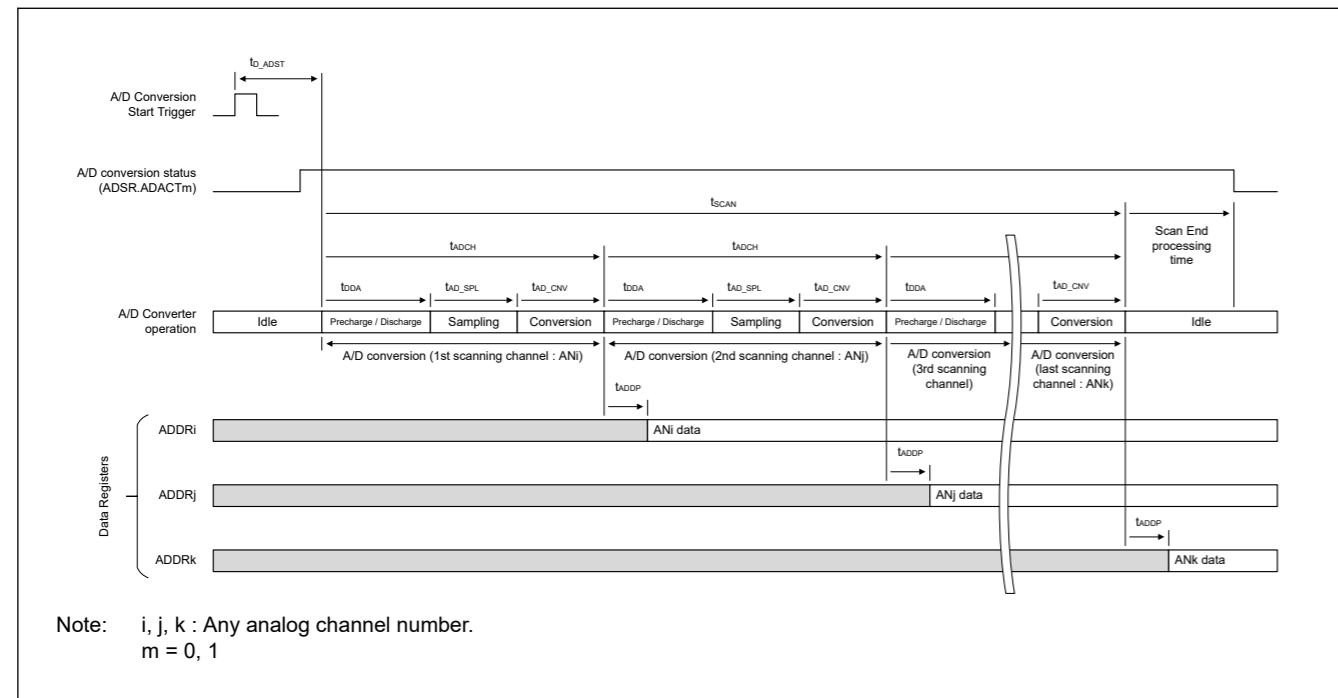 tD_ADST
A/D Conversion
Start Trigger
A/D conversion status
(ADSR.ADACTm)
tSCAN
Scan End
processing
time
tADCH
tADCH
tDDA
tAD_SPL
tAD_CNV
tDDA
tAD_SPL
tAD_CNV
tDDA
tAD_CNV
A/D Converter
operation
Idle
Precharge / Discharge
Sampling
Conversion
Precharge / Discharge
Sampling
Conversion
Precharge / Discharge
Conversion
Idle
A/D conversion (1st scanning channel : ANi)
A/D conversion (2nd scanning channel : ANj)
A/D conversion
(3rd scanning
channel)
A/D conversion
(last scanning
channel : ANk)
tADDP
Data Registers
ADDRi
ANi data
tADDP
ADDRj
ANj data
tADDP
ADDRk
ANk data
Note: i, j, k : Any analog channel number.
m = 0, 1